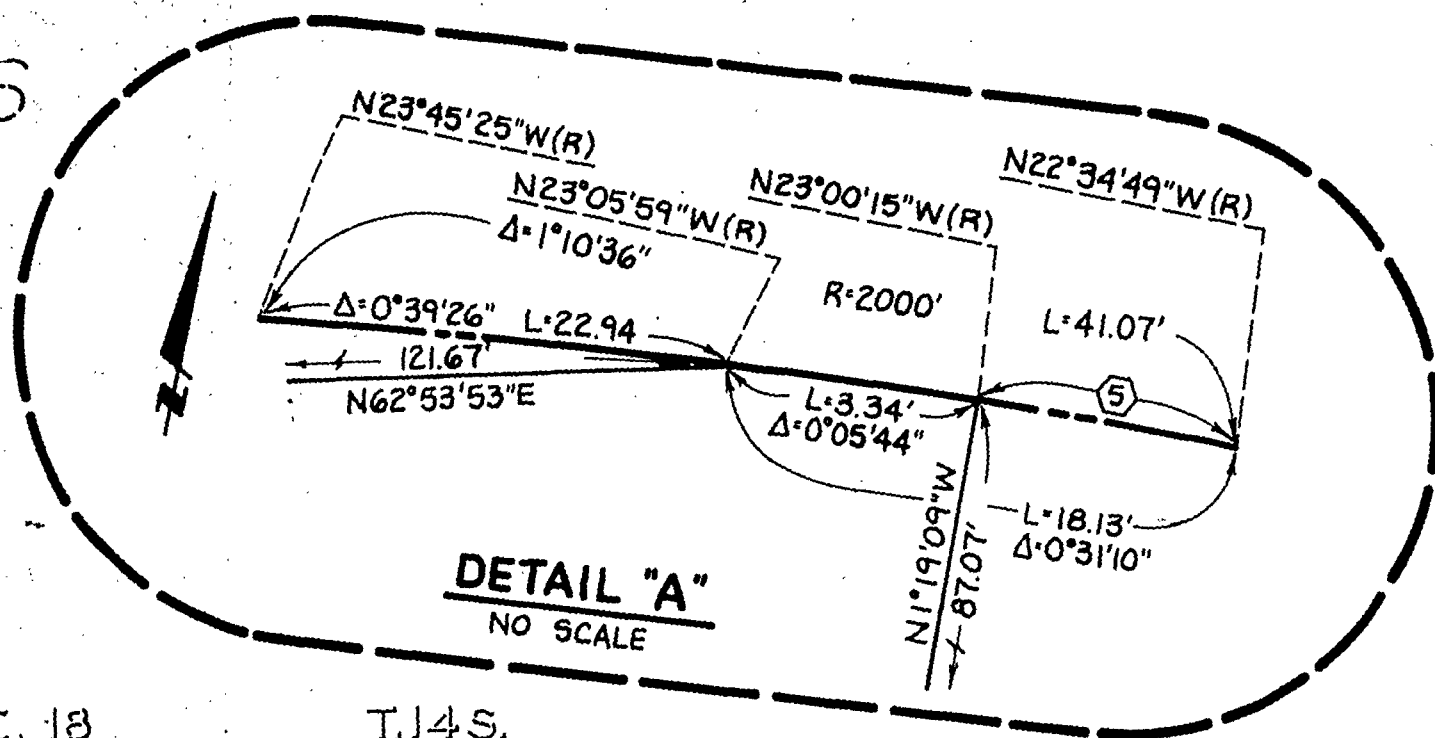 N23°45'25"W(R)
N23°05'59"W(R)
Δ=1°10'36"
N23°00'15"W(R)
N22°34'49"W(R)
R=2000'
Δ=0°39'26"
L=22.94
L=41.07'
121.67'
N62°53'53"E
L=3.34'
Δ=0°05'44"
5
N1°19'09"W
87.07'
L=18.13'
Δ=0°31'10"
N
DETAIL "A"
NO SCALE
18
T.14S.